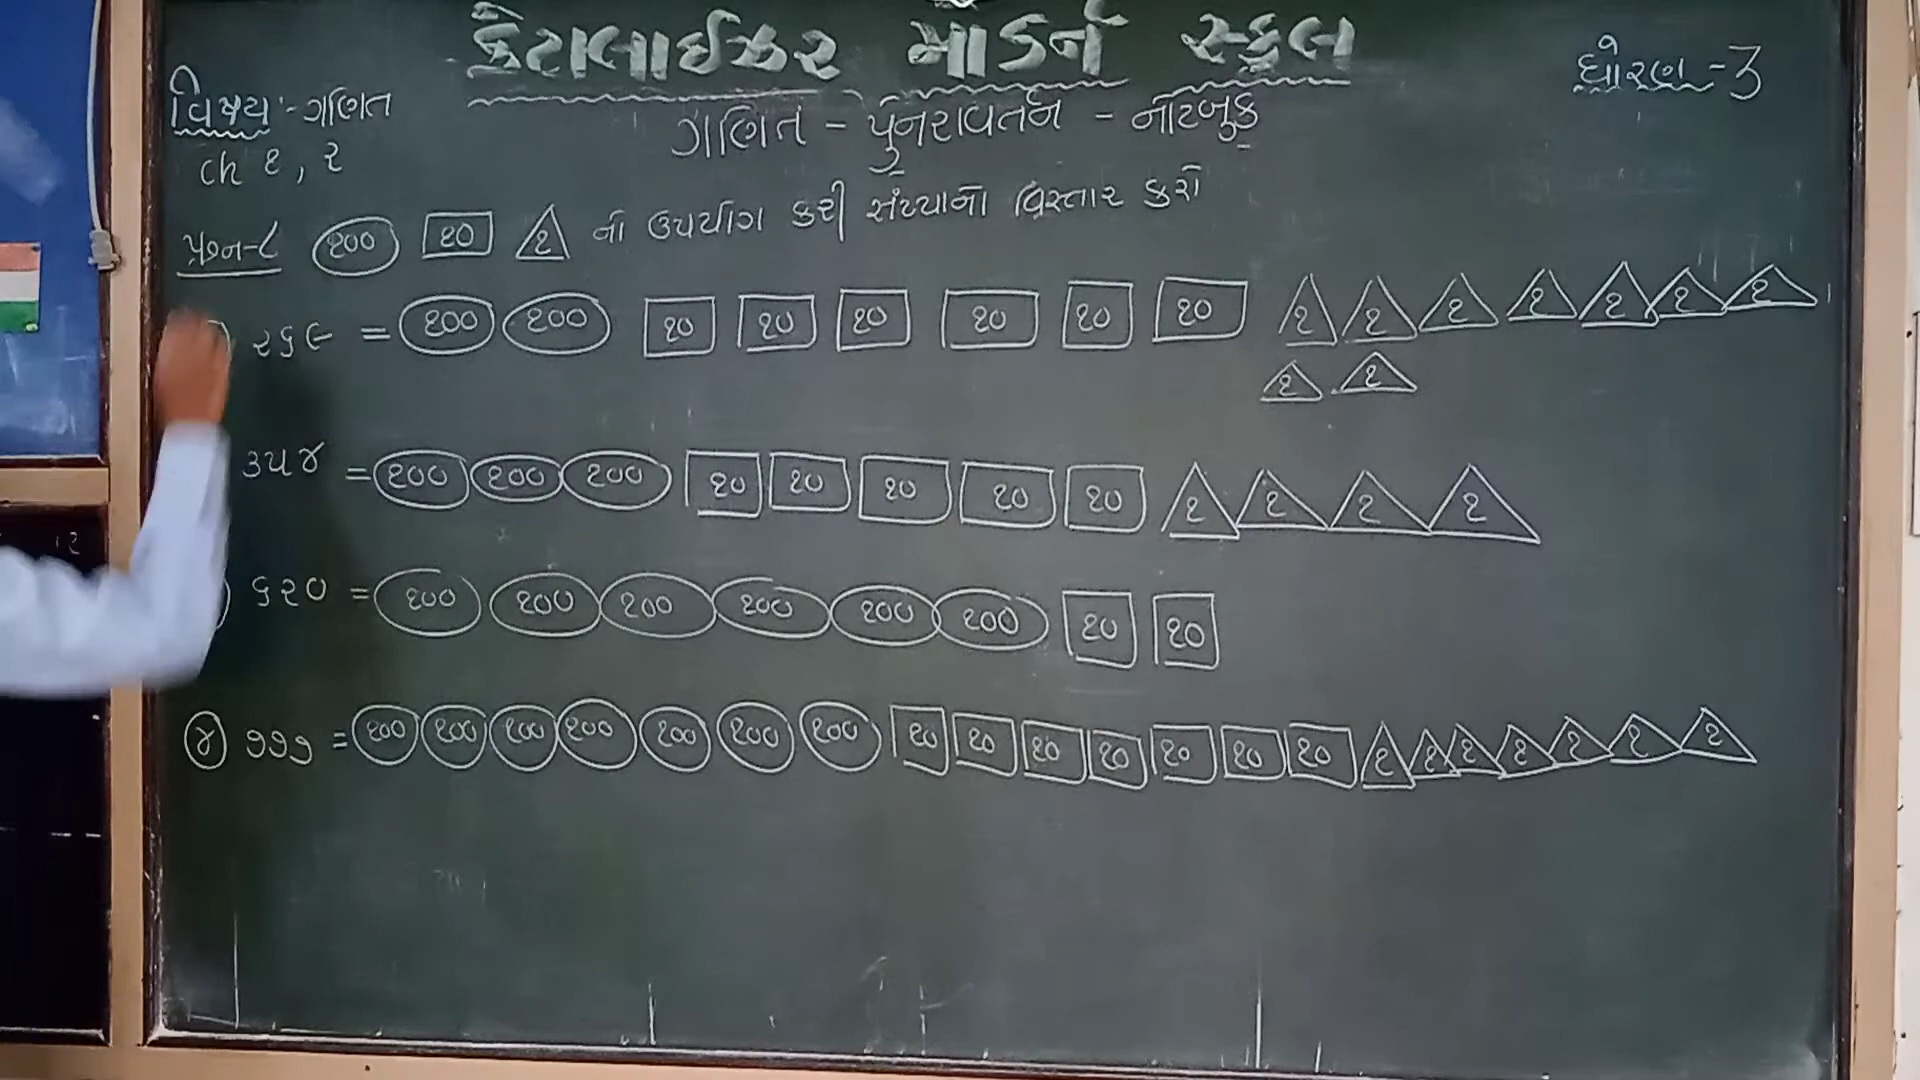 કેટાલાઈઝર મોર્ડન સ્કુલ
ધોરણ - 3
વિષય :- ગણિત
ગણિત - પુનરાવર્તન - નોટબુક
ch ૧, ૨
પ્રશ્ન-૮ ૧૦૦ ૧૦ ૧ નો ઉપયોગ કરી સંખ્યાનો વિસ્તાર કરો
૨૬૯ = ૧૦૦ ૧૦૦ ૧૦ ૧૦ ૧૦ ૧૦ ૧૦ ૧૦ ૧ ૧ ૧ ૧ ૧ ૧ ૧
૧ ૧
૩૫૪ = ૧૦૦ ૧૦૦ ૧૦૦ ૧૦ ૧૦ ૧૦ ૧૦ ૧૦ ૧ ૧ ૧ ૧
૬૨૦ = ૧૦૦ ૧૦૦ ૧૦૦ ૧૦૦ ૧૦૦ ૧૦૦ ૧૦ ૧૦
૪ ૭૭૭ = ૧૦૦ ૧૦૦ ૧૦૦ ૧૦૦ ૧૦૦ ૧૦૦ ૧૦૦ ૧૦ ૧૦ ૧૦ ૧૦ ૧૦ ૧૦ ૧૦ ૧ ૧ ૧ ૧ ૧ ૧ ૧